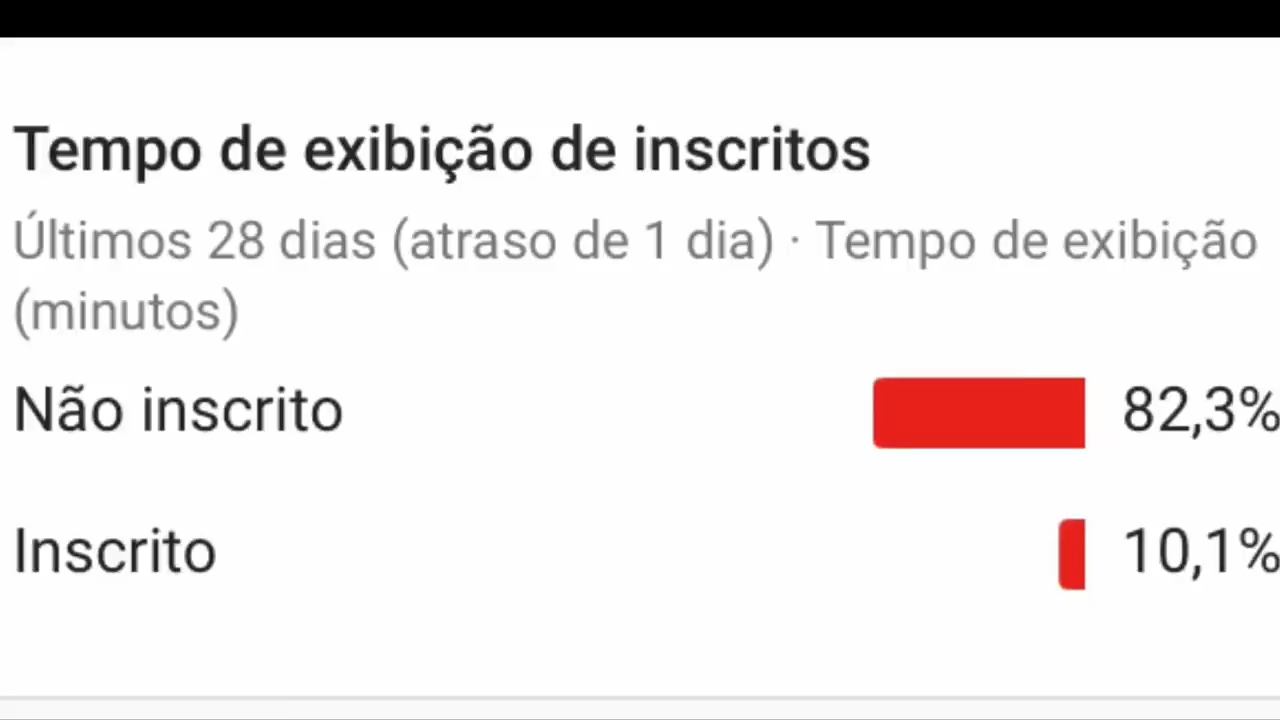 Tempo de exibição de inscritos
Últimos 28 dias (atraso de 1 dia) · Tempo de exibição
(minutos)
Não inscrito 82,3%
Inscrito 10,1%